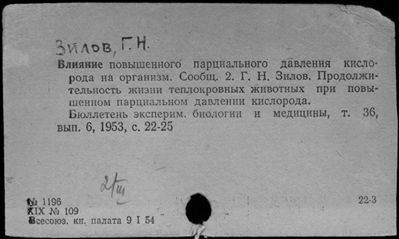 Зилов, Г. Н.
Влияние повышенного парциального давления кисло-
рода на организм. Сообщ. 2. Г. Н. Зилов. Продолжи-
тельность жизни теплокровных животных при повы-
шенном парциальном давлении кислорода.
Бюллетень эксперим. биологии и медицины, т. 36,
вып. 6, 1953, с. 22-25
2/III
№ 1196
22-3
XIX № 109
Всесоюз. кн. палата 9 I 54